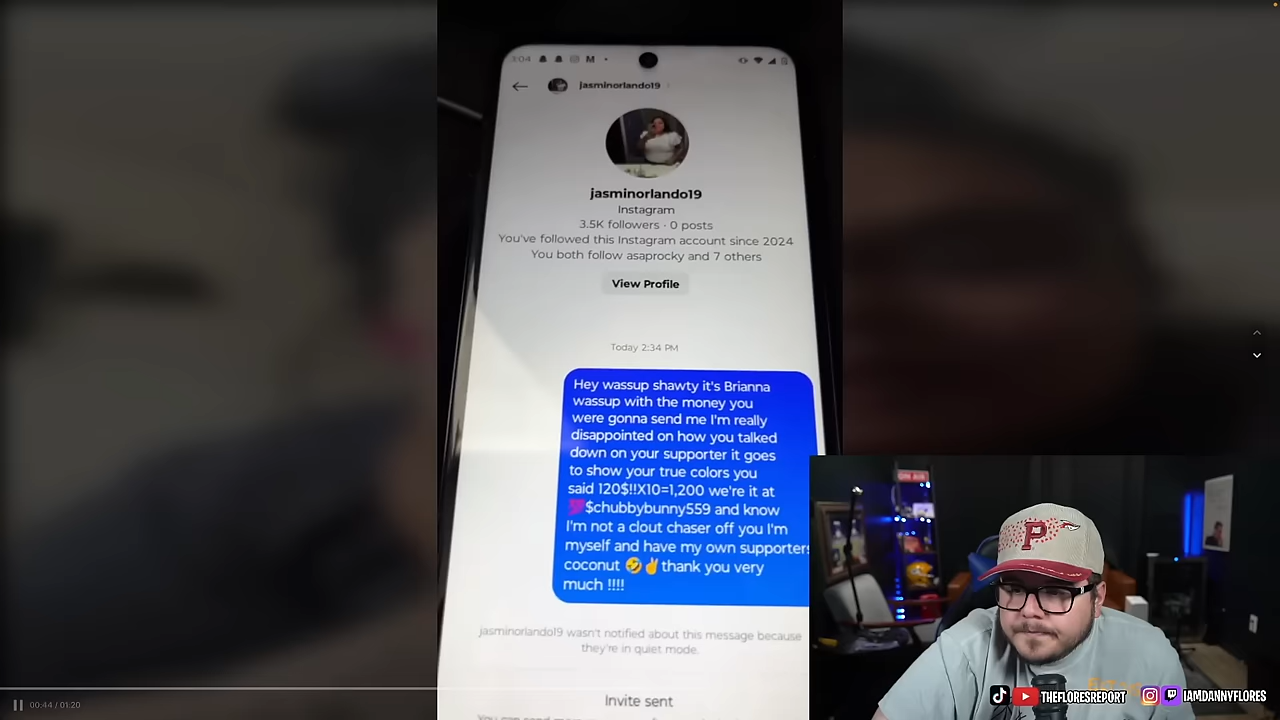 3:04
M
jasminorlando19
jasminorlando19
Instagram
3.5K followers · 0 posts
You've followed this Instagram account since 2024
You both follow asaprocky and 7 others
View Profile
Today 2:34 PM
Hey wassup shawty it's Brianna
wassup with the money you
were gonna send me I'm really
disappointed on how you talked
down on your supporter it goes
to show your true colors you
said 120$!!X10=1,200 we're it at
💯$chubbybunny559 and know
I'm not a clout chaser off you I'm
myself and have my own supporters
coconut 🤣✌️thank you very
much !!!!
jasminorlando19 wasn't notified about this message because
they're in quiet mode.
Invite sent
ON AIR
P
00:44 / 01:20
THEFLORESREPORT
IAMDANNYFLORES